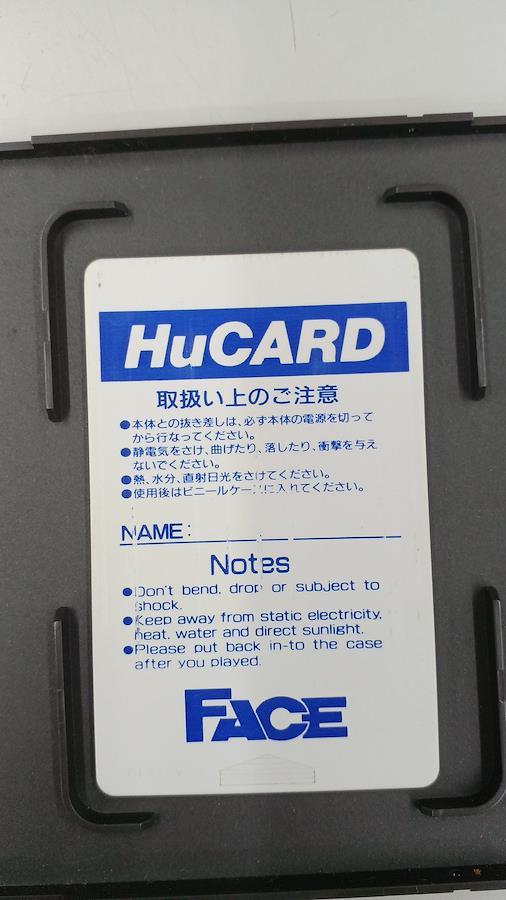 HuCARD
取扱い上のご注意
●本体との抜き差しは、必ず本体の電源を切って
から行なってください。
●静電気をさけ、曲げたり、落したり、衝撃を与え
ないでください。
●熱、水分、直射日光をさけてください。
●使用後はビニールケースに入れてください。
NAME:
Notes
●Don't bend, drop or subject to
shock.
●Keep away from static electricity,
heat, water and direct sunlight.
●Please put back in-to the case
after you played.
FACE